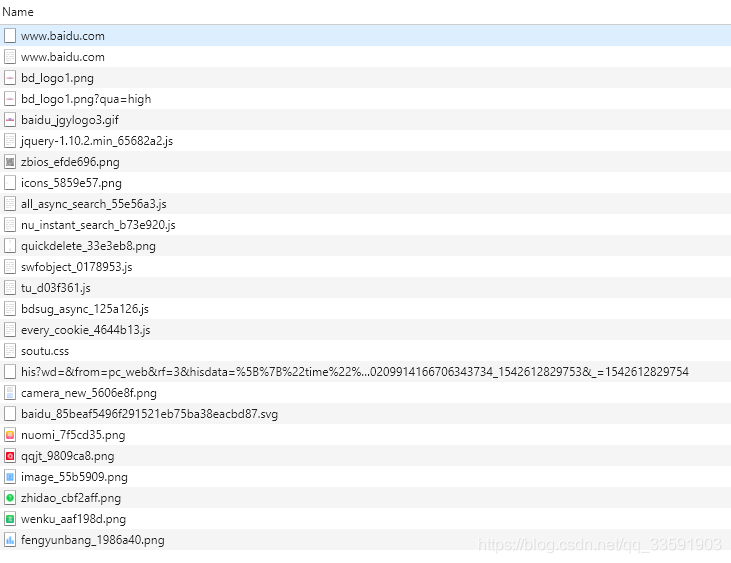 Name
www.baidu.com
www.baidu.com
bd_logo1.png
bd_logo1.png?qua=high
baidu_jgylogo3.gif
jquery-1.10.2.min_65682a2.js
zbios_efde696.png
icons_5859e57.png
all_async_search_55e56a3.js
nu_instant_search_b73e920.js
quickdelete_33e3eb8.png
swfobject_0178953.js
tu_d03f361.js
bdsug_async_125a126.js
every_cookie_4644b13.js
soutu.css
his?wd=&from=pc_web&rf=3&hisdata=%5B%7B%22time%22%...0209914166706343734_1542612829753&_=1542612829754
camera_new_5606e8f.png
baidu_85beaf5496f291521eb75ba38eacbd87.svg
nuomi_7f5cd35.png
qqjt_9809ca8.png
image_55b5909.png
zhidao_cbf2aff.png
wenku_aaf198d.png
fengyunbang_1986a40.png
https://blog.csdn.net/qq_33591903